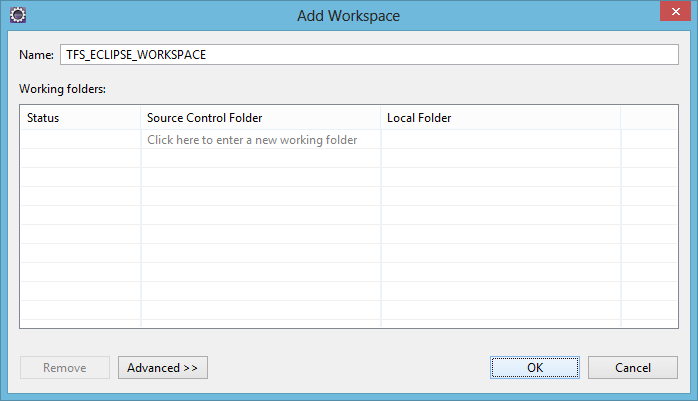 Add Workspace
Name: TFS_ECLIPSE_WORKSPACE
Working folders:
Status Source Control Folder Local Folder
Click here to enter a new working folder
Remove Advanced >> OK Cancel